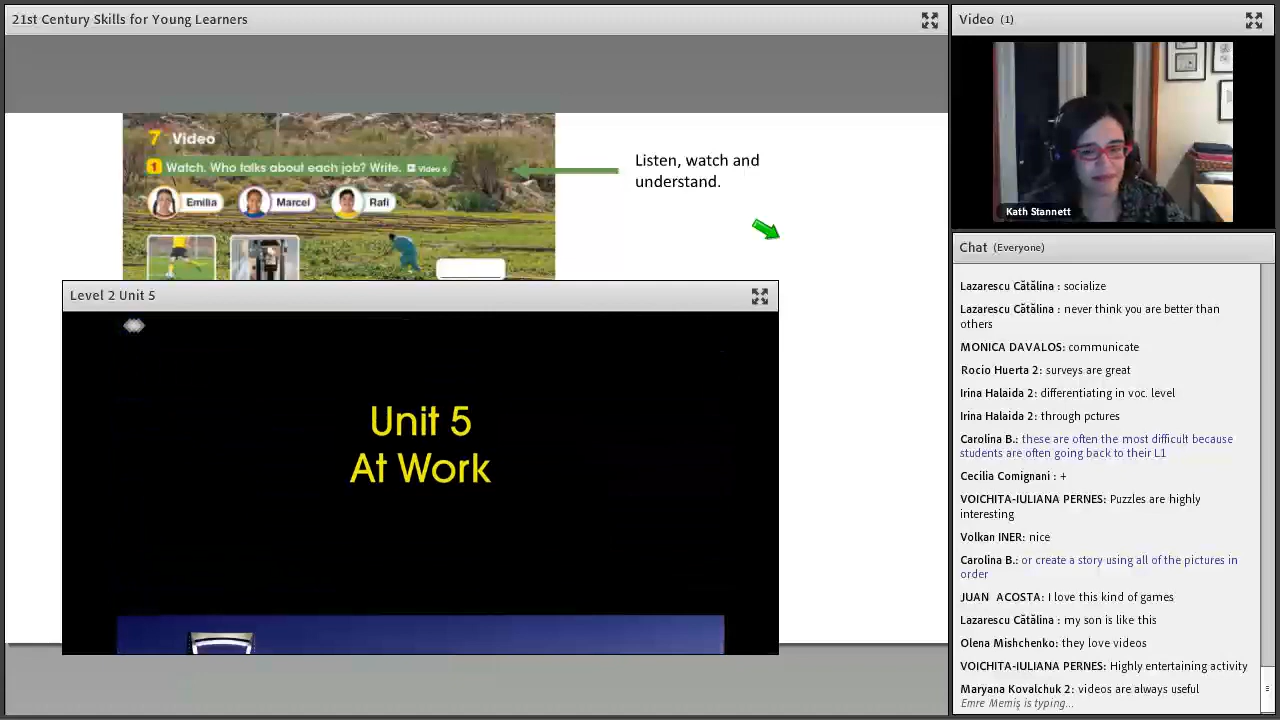 21st Century Skills for Young Learners
7 Video
1 Watch. Who talks about each job? Write. Video 6
Emilia
Marcel
Rafi
Listen, watch and
understand.
Level 2 Unit 5
Unit 5
At Work
Video (1)
Kath Stannett
Chat (Everyone)
Lazarescu Cătălina : socialize
Lazarescu Cătălina : never think you are better than
others
MONICA DAVALOS: communicate
Rocio Huerta 2: surveys are great
Irina Halaida 2: differentiating in voc. level
Irina Halaida 2: through pctures
Carolina B.: these are often the most difficult because
students are often going back to their L1
Cecilia Comignani : +
VOICHITA-IULIANA PERNES: Puzzles are highly
interesting
Volkan INER: nice
Carolina B.: or create a story using all of the pictures in
order
JUAN ACOSTA: I love this kind of games
Lazarescu Cătălina : my son is like this
Olena Mishchenko: they love videos
VOICHITA-IULIANA PERNES: Highly entertaining activity
Maryana Kovalchuk 2: videos are always useful
Emre Memiş is typing...